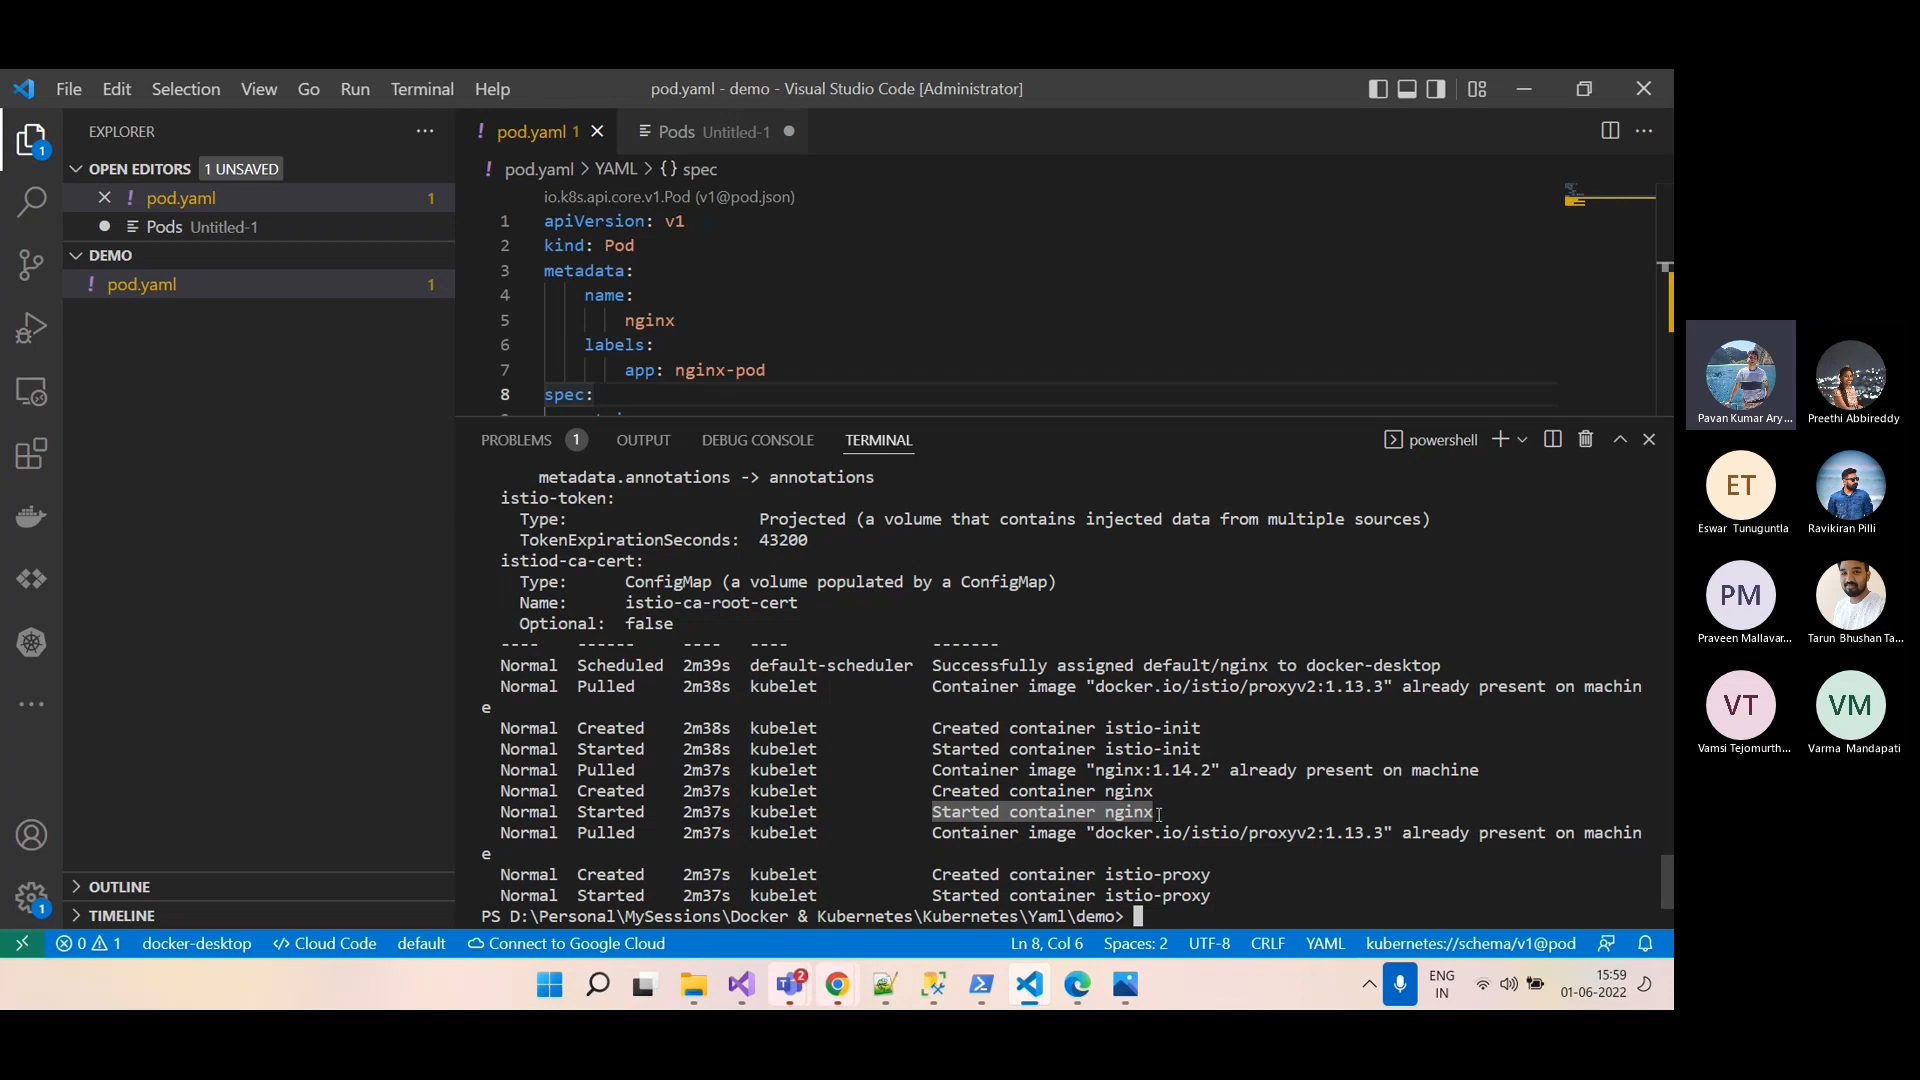 File Edit Selection View Go Run Terminal Help
pod.yaml - demo - Visual Studio Code [Administrator]
EXPLORER
OPEN EDITORS 1 UNSAVED
pod.yaml 1
Pods Untitled-1
DEMO
pod.yaml 1
OUTLINE
TIMELINE
1
1
pod.yaml 1
Pods Untitled-1
pod.yaml > YAML > {} spec
io.k8s.api.core.v1.Pod (v1@pod.json)
1 apiVersion: v1
2 kind: Pod
3 metadata:
4 name:
5 nginx
6 labels:
7 app: nginx-pod
8 spec:
PROBLEMS 1 OUTPUT DEBUG CONSOLE TERMINAL
powershell
metadata.annotations -> annotations
istio-token:
Type: Projected (a volume that contains injected data from multiple sources)
TokenExpirationSeconds: 43200
istiod-ca-cert:
Type: ConfigMap (a volume populated by a ConfigMap)
Name: istio-ca-root-cert
Optional: false
---- ------ ---- ---- -------
Normal Scheduled 2m39s default-scheduler Successfully assigned default/nginx to docker-desktop
Normal Pulled 2m38s kubelet Container image "docker.io/istio/proxyv2:1.13.3" already present on machin
e
Normal Created 2m38s kubelet Created container istio-init
Normal Started 2m38s kubelet Started container istio-init
Normal Pulled 2m37s kubelet Container image "nginx:1.14.2" already present on machine
Normal Created 2m37s kubelet Created container nginx
Normal Started 2m37s kubelet Started container nginx
Normal Pulled 2m37s kubelet Container image "docker.io/istio/proxyv2:1.13.3" already present on machin
e
Normal Created 2m37s kubelet Created container istio-proxy
Normal Started 2m37s kubelet Started container istio-proxy
PS D:\Personal\MySessions\Docker & Kubernetes\Kubernetes\Yaml\demo>
0 1 docker-desktop </> Cloud Code default Connect to Google Cloud
Ln 8, Col 6 Spaces: 2 UTF-8 CRLF YAML kubernetes://schema/v1@pod
2
ENG
IN
15:59
01-06-2022
Pavan Kumar Ary...
Preethi Abbireddy
ET
Eswar Tunuguntla
Ravikiran Pilli
PM
Praveen Mallavar...
Tarun Bhushan Ta...
VT
Vamsi Tejomurth...
VM
Varma Mandapati